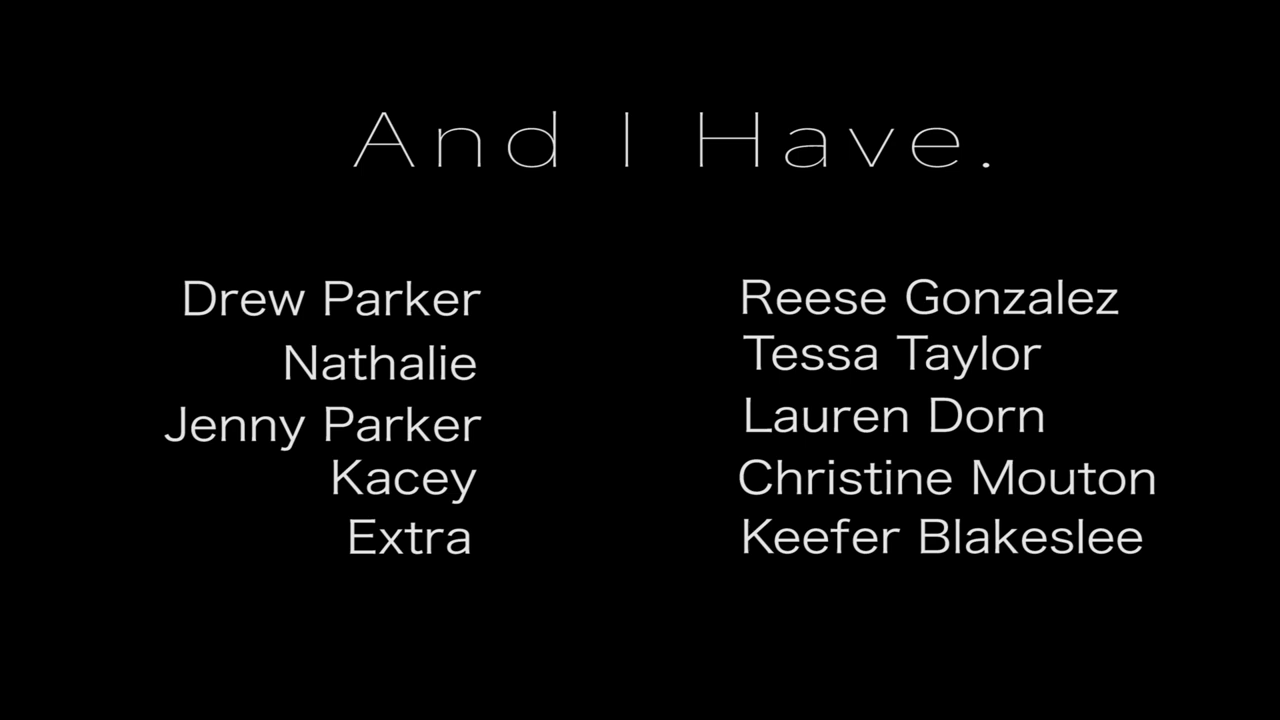 And I Have.
Drew Parker Reese Gonzalez
Nathalie Tessa Taylor
Jenny Parker Lauren Dorn
Kacey Christine Mouton
Extra Keefer Blakeslee